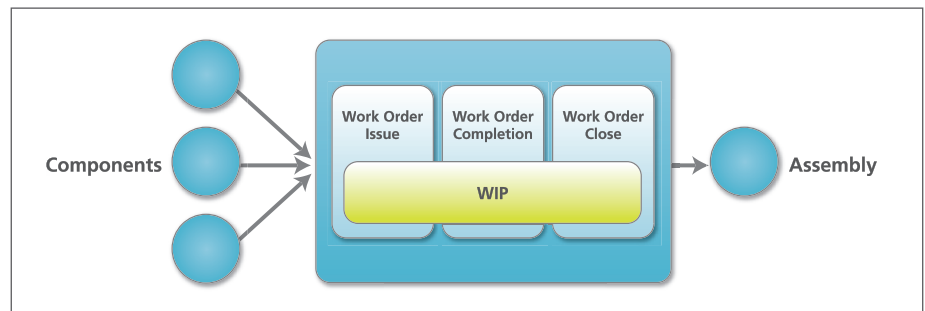 Components
Work Order
Issue
Work Order
Completion
Work Order
Close
WIP
Assembly